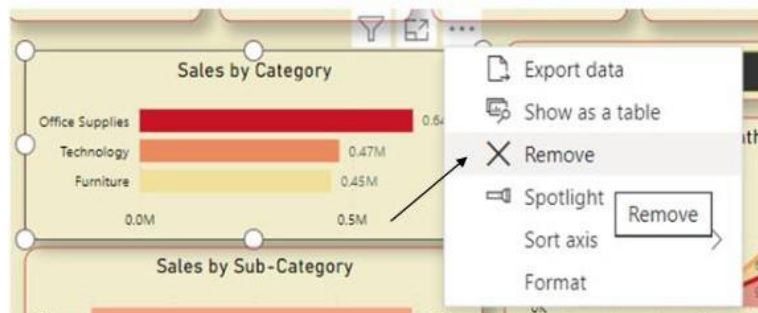 Sales by Category
Office Supplies
Technology 0.47M
Furniture 0.45M
0.0M 0.5M
Sales by Sub-Category
Export data
Show as a table
Remove
Spotlight
Remove
Sort axis
Format